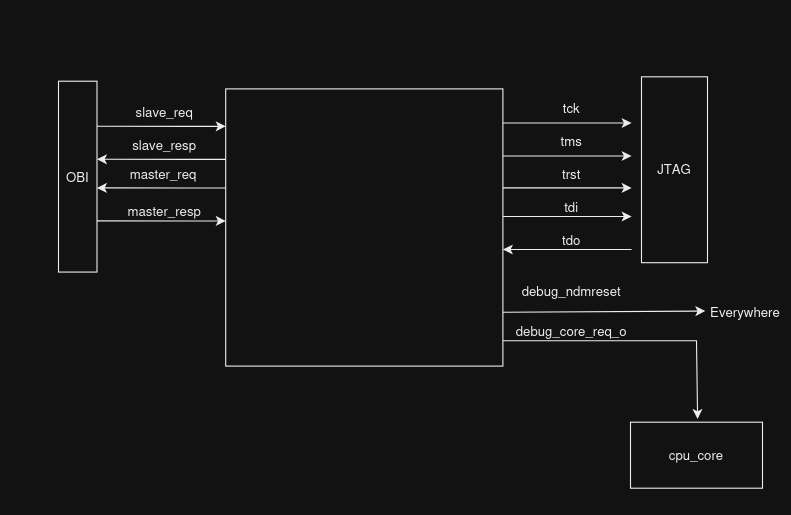 slave_req
slave_resp
master_req
master_resp
OBI
tck
tms
trst
tdi
tdo
JTAG
debug_ndmreset
Everywhere
debug_core_req_o
cpu_core